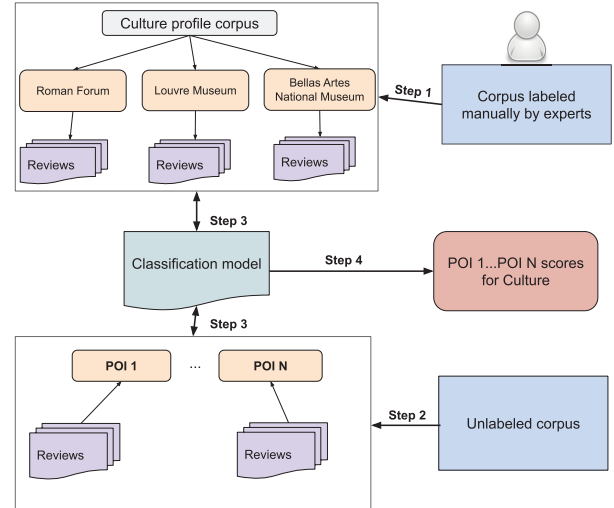 Culture profile corpus
Roman Forum
Louvre Museum
Bellas Artes
National Museum
Reviews
Reviews
Reviews
Step 1
Corpus labeled
manually by experts
Step 3
Classification model
Step 4
POI 1...POI N scores
for Culture
Step 3
POI 1
...
POI N
Reviews
Reviews
Step 2
Unlabeled corpus